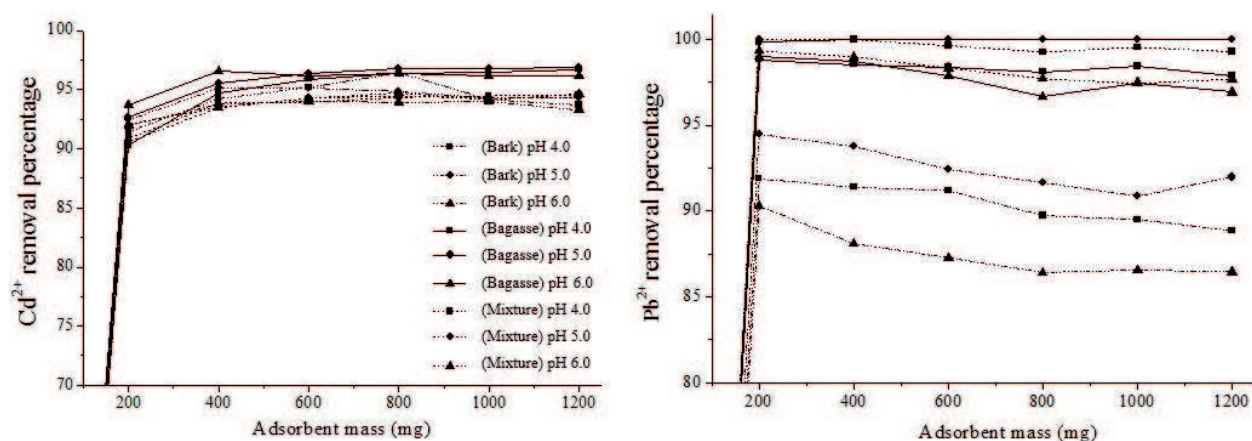 100
95
90
85
80
75
70
200 400 600 800 1000 1200
Cd2+ removal percentage
Adsorbent mass (mg)
(Bark) pH 4.0
(Bark) pH 5.0
(Bark) pH 6.0
(Bagasse) pH 4.0
(Bagasse) pH 5.0
(Bagasse) pH 6.0
(Mixture) pH 4.0
(Mixture) pH 5.0
(Mixture) pH 6.0
100
95
90
85
80
200 400 600 800 1000 1200
Pb2+ removal percentage
Adsorbent mass (mg)